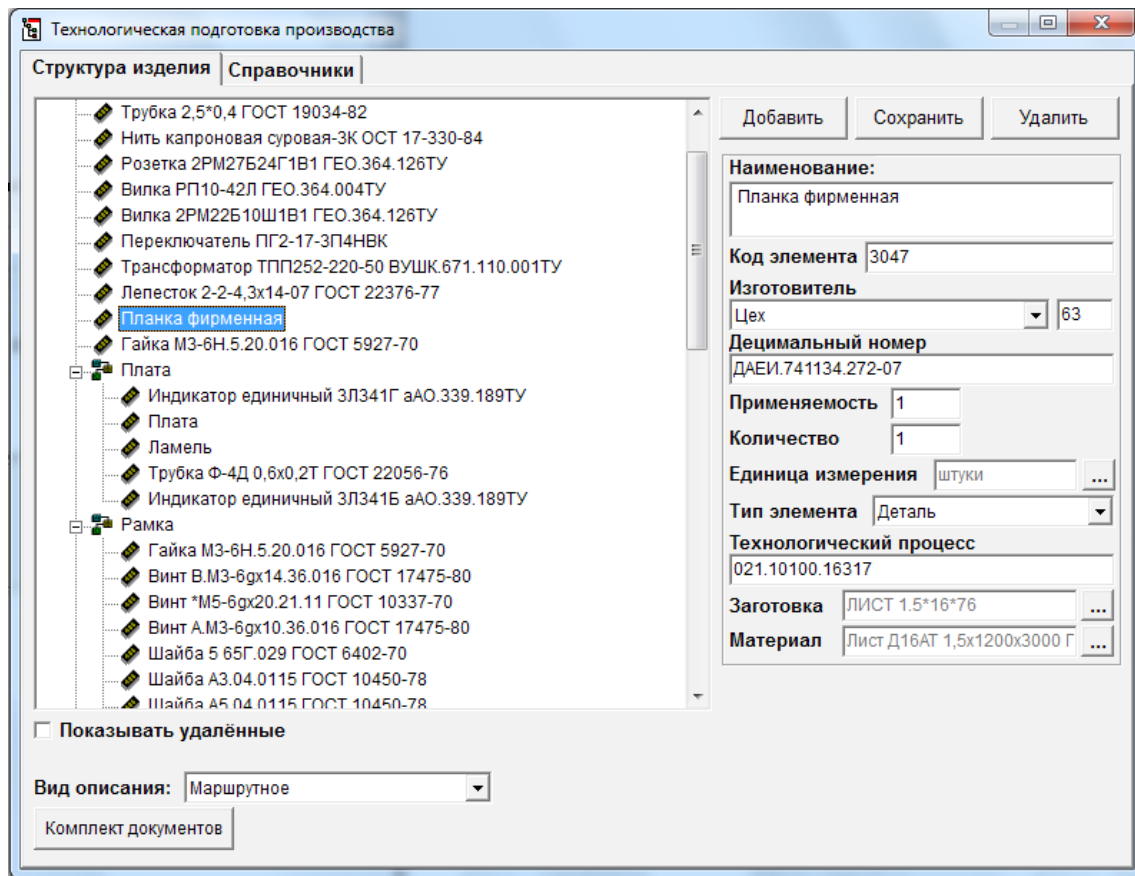 Технологическая подготовка производства
Структура изделия
Справочники
Трубка 2,5*0,4 ГОСТ 19034-82
Нить капроновая суровая-3К ОСТ 17-330-84
Розетка 2РМ27Б24Г1В1 ГЕО.364.126ТУ
Вилка РП10-42Л ГЕО.364.004ТУ
Вилка 2РМ22Б10Ш1В1 ГЕО.364.126ТУ
Переключатель ПГ2-17-3П4НВК
Трансформатор ТПП252-220-50 ВУШК.671.110.001ТУ
Лепесток 2-2-4,3х14-07 ГОСТ 22376-77
Планка фирменная
Гайка М3-6Н.5.20.016 ГОСТ 5927-70
Плата
Индикатор единичный 3Л341Г аАО.339.189ТУ
Плата
Ламель
Трубка Ф-4Д 0,6х0,2Т ГОСТ 22056-76
Индикатор единичный 3Л341Б аАО.339.189ТУ
Рамка
Гайка М3-6Н.5.20.016 ГОСТ 5927-70
Винт В.М3-6gх14.36.016 ГОСТ 17475-80
Винт *М5-6gх20.21.11 ГОСТ 10337-70
Винт А.М3-6gх10.36.016 ГОСТ 17475-80
Шайба 5 65Г.029 ГОСТ 6402-70
Шайба А3.04.0115 ГОСТ 10450-78
Шайба А5.04.0115 ГОСТ 10450-78
Показывать удалённые
Вид описания: Маршрутное
Комплект документов
Добавить Сохранить Удалить
Наименование:
Планка фирменная
Код элемента 3047
Изготовитель
Цех 63
Децимальный номер
ДАЕИ.741134.272-07
Применяемость 1
Количество 1
Единица измерения штуки ...
Тип элемента Деталь
Технологический процесс
021.10100.16317
Заготовка ЛИСТ 1.5*16*76 ...
Материал Лист Д16АТ 1,5х1200х3000 Г ...